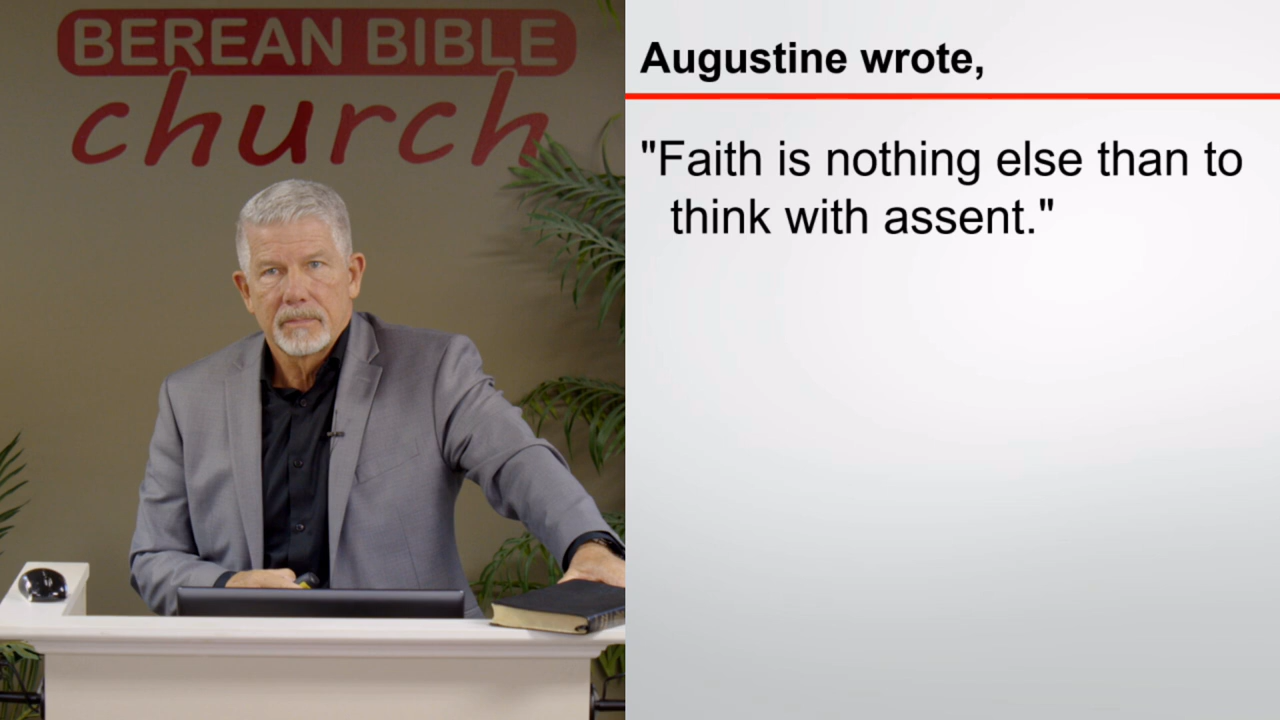 BEREAN BIBLE
church
Augustine wrote,
"Faith is nothing else than to
think with assent."